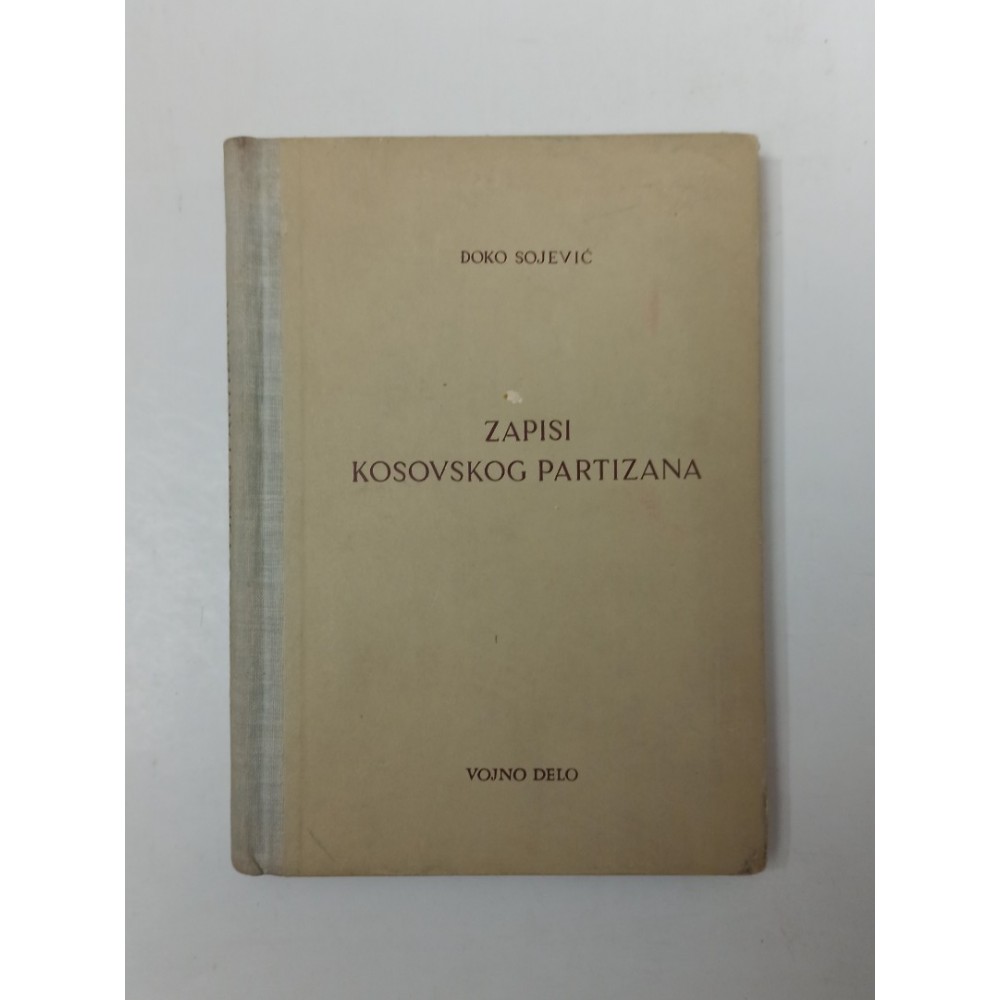 ĐOKO SOJEVIĆ
ZAPISI
KOSOVSKOG PARTIZANA
VOJNO DELO